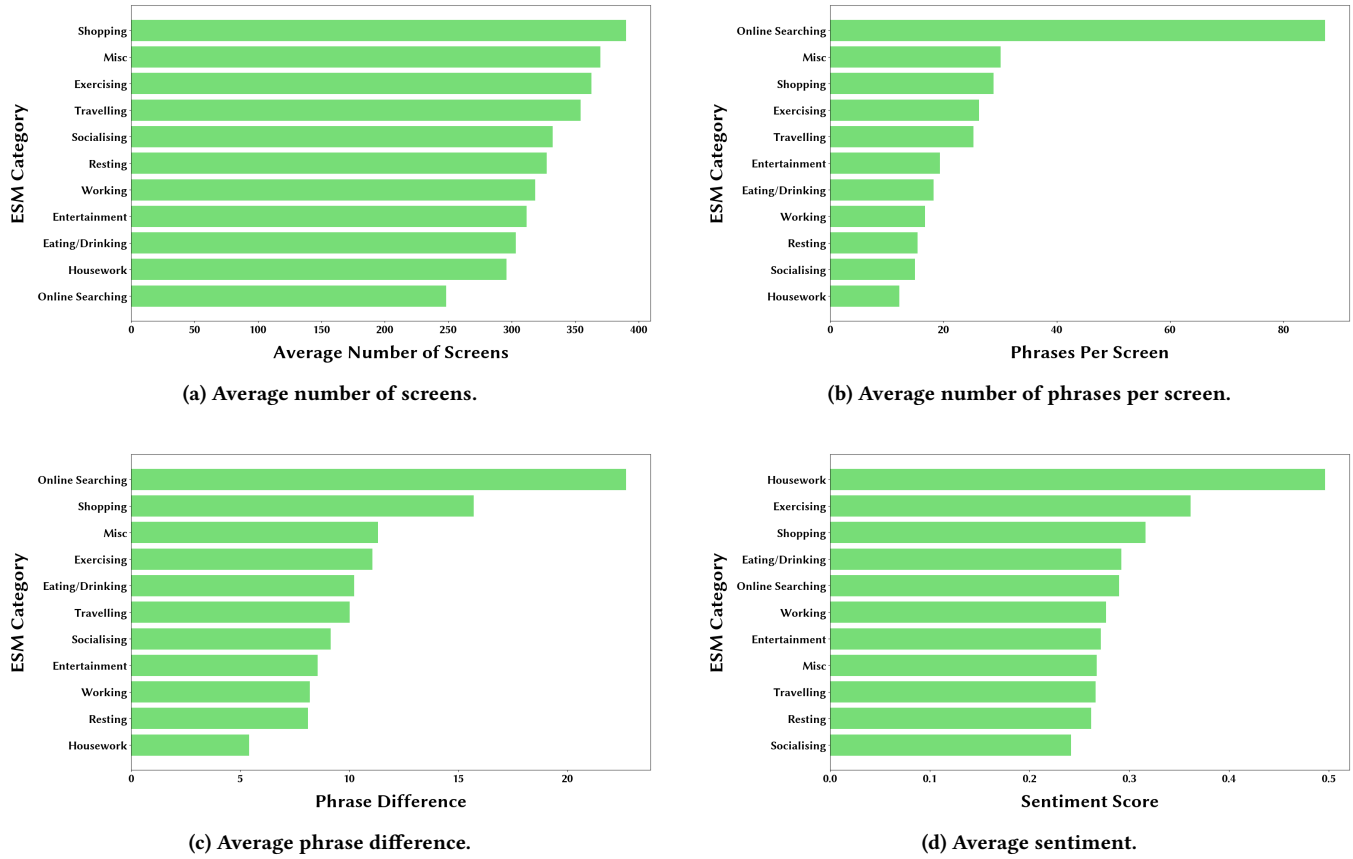 ESM Category
Shopping
Misc
Exercising
Travelling
Socialising
Resting
Working
Entertainment
Eating/Drinking
Housework
Online Searching
0 50 100 150 200 250 300 350 400
Average Number of Screens
(a) Average number of screens.
ESM Category
Online Searching
Misc
Shopping
Exercising
Travelling
Entertainment
Eating/Drinking
Working
Resting
Socialising
Housework
0 20 40 60 80
Phrases Per Screen
(b) Average number of phrases per screen.
ESM Category
Online Searching
Shopping
Misc
Exercising
Eating/Drinking
Travelling
Socialising
Entertainment
Working
Resting
Housework
0 5 10 15 20
Phrase Difference
(c) Average phrase difference.
ESM Category
Housework
Exercising
Shopping
Eating/Drinking
Online Searching
Working
Entertainment
Misc
Travelling
Resting
Socialising
0.0 0.1 0.2 0.3 0.4 0.5
Sentiment Score
(d) Average sentiment.